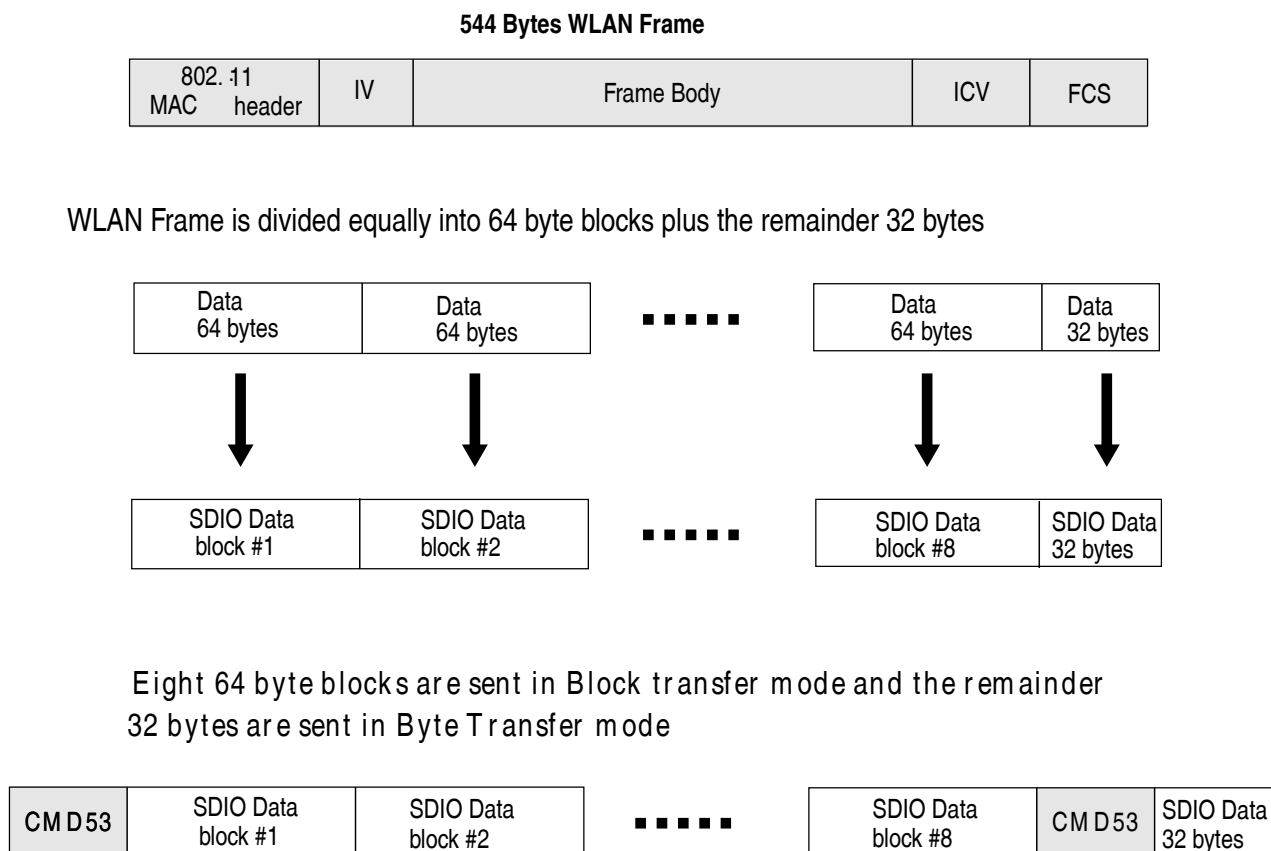 544 Bytes WLAN Frame
802.11
MAC header
IV
Frame Body
ICV
FCS
WLAN Frame is divided equally into 64 byte blocks plus the remainder 32 bytes
Data
64 bytes
Data
64 bytes
Data
64 bytes
Data
32 bytes
SDIO Data
block #1
SDIO Data
block #2
SDIO Data
block #8
SDIO Data
32 bytes
Eight 64 byte blocks are sent in Block transfer mode and the remainder
32 bytes are sent in Byte Transfer mode
CMD53
SDIO Data
block #1
SDIO Data
block #2
SDIO Data
block #8
CMD53
SDIO Data
32 bytes